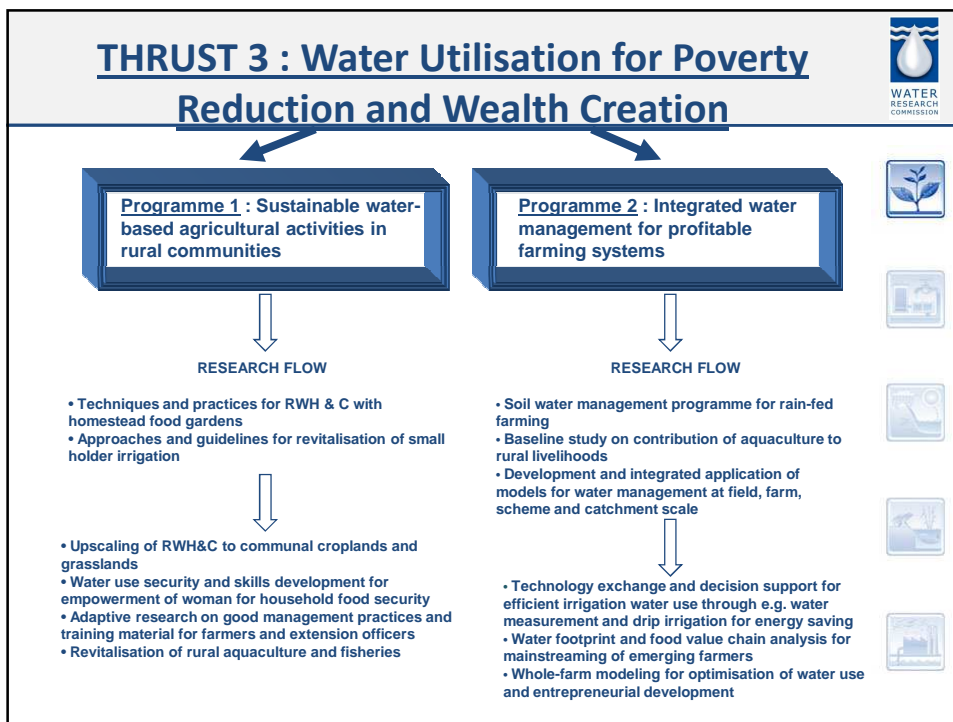 THRUST 3 : Water Utilisation for Poverty
Reduction and Wealth Creation
WATER
RESEARCH
COMMISSION
Programme 1 : Sustainable water-
based agricultural activities in
rural communities
Programme 2 : Integrated water
management for profitable
farming systems
RESEARCH FLOW
• Techniques and practices for RWH & C with
homestead food gardens
• Approaches and guidelines for revitalisation of small
holder irrigation
• Upscaling of RWH&C to communal croplands and
grasslands
• Water use security and skills development for
empowerment of woman for household food security
• Adaptive research on good management practices and
training material for farmers and extension officers
• Revitalisation of rural aquaculture and fisheries
RESEARCH FLOW
• Soil water management programme for rain-fed
farming
• Baseline study on contribution of aquaculture to
rural livelihoods
• Development and integrated application of
models for water management at field, farm,
scheme and catchment scale
• Technology exchange and decision support for
efficient irrigation water use through e.g. water
measurement and drip irrigation for energy saving
• Water footprint and food value chain analysis for
mainstreaming of emerging farmers
• Whole-farm modeling for optimisation of water use
and entrepreneurial development